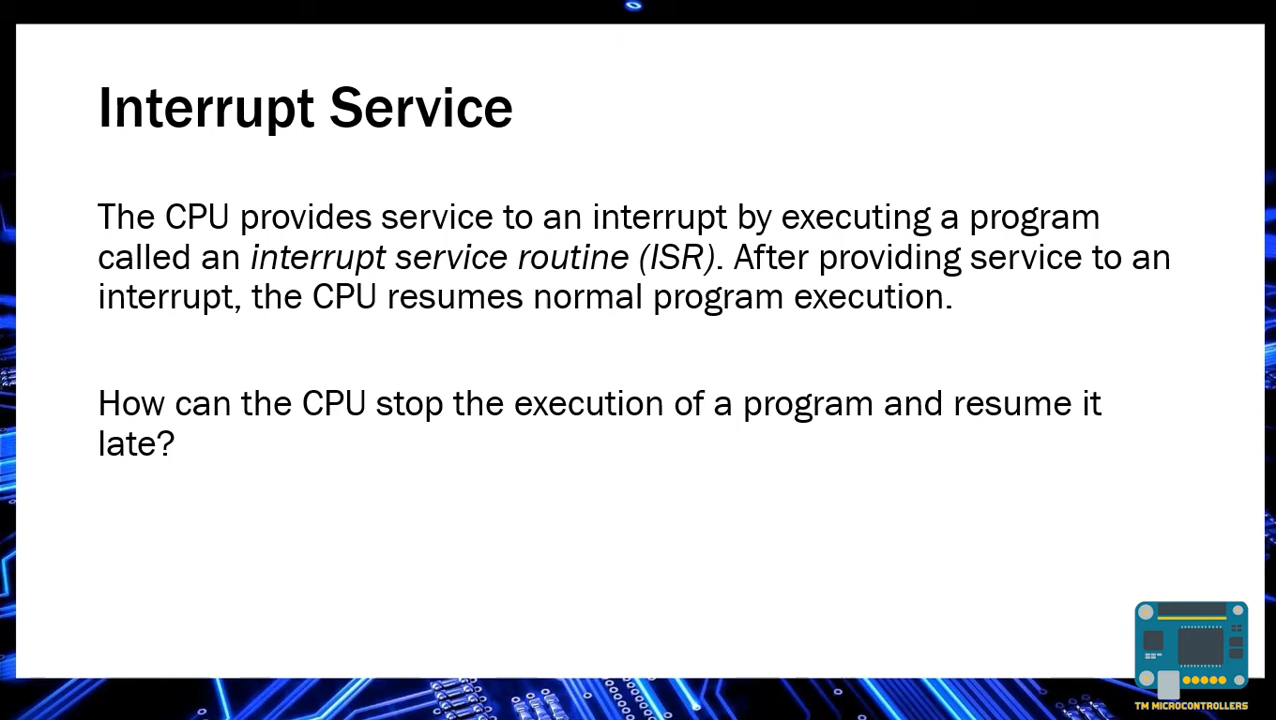 Interrupt Service
The CPU provides service to an interrupt by executing a program
called an interrupt service routine (ISR). After providing service to an
interrupt, the CPU resumes normal program execution.
How can the CPU stop the execution of a program and resume it
late?
TM MICROCONTROLLERS